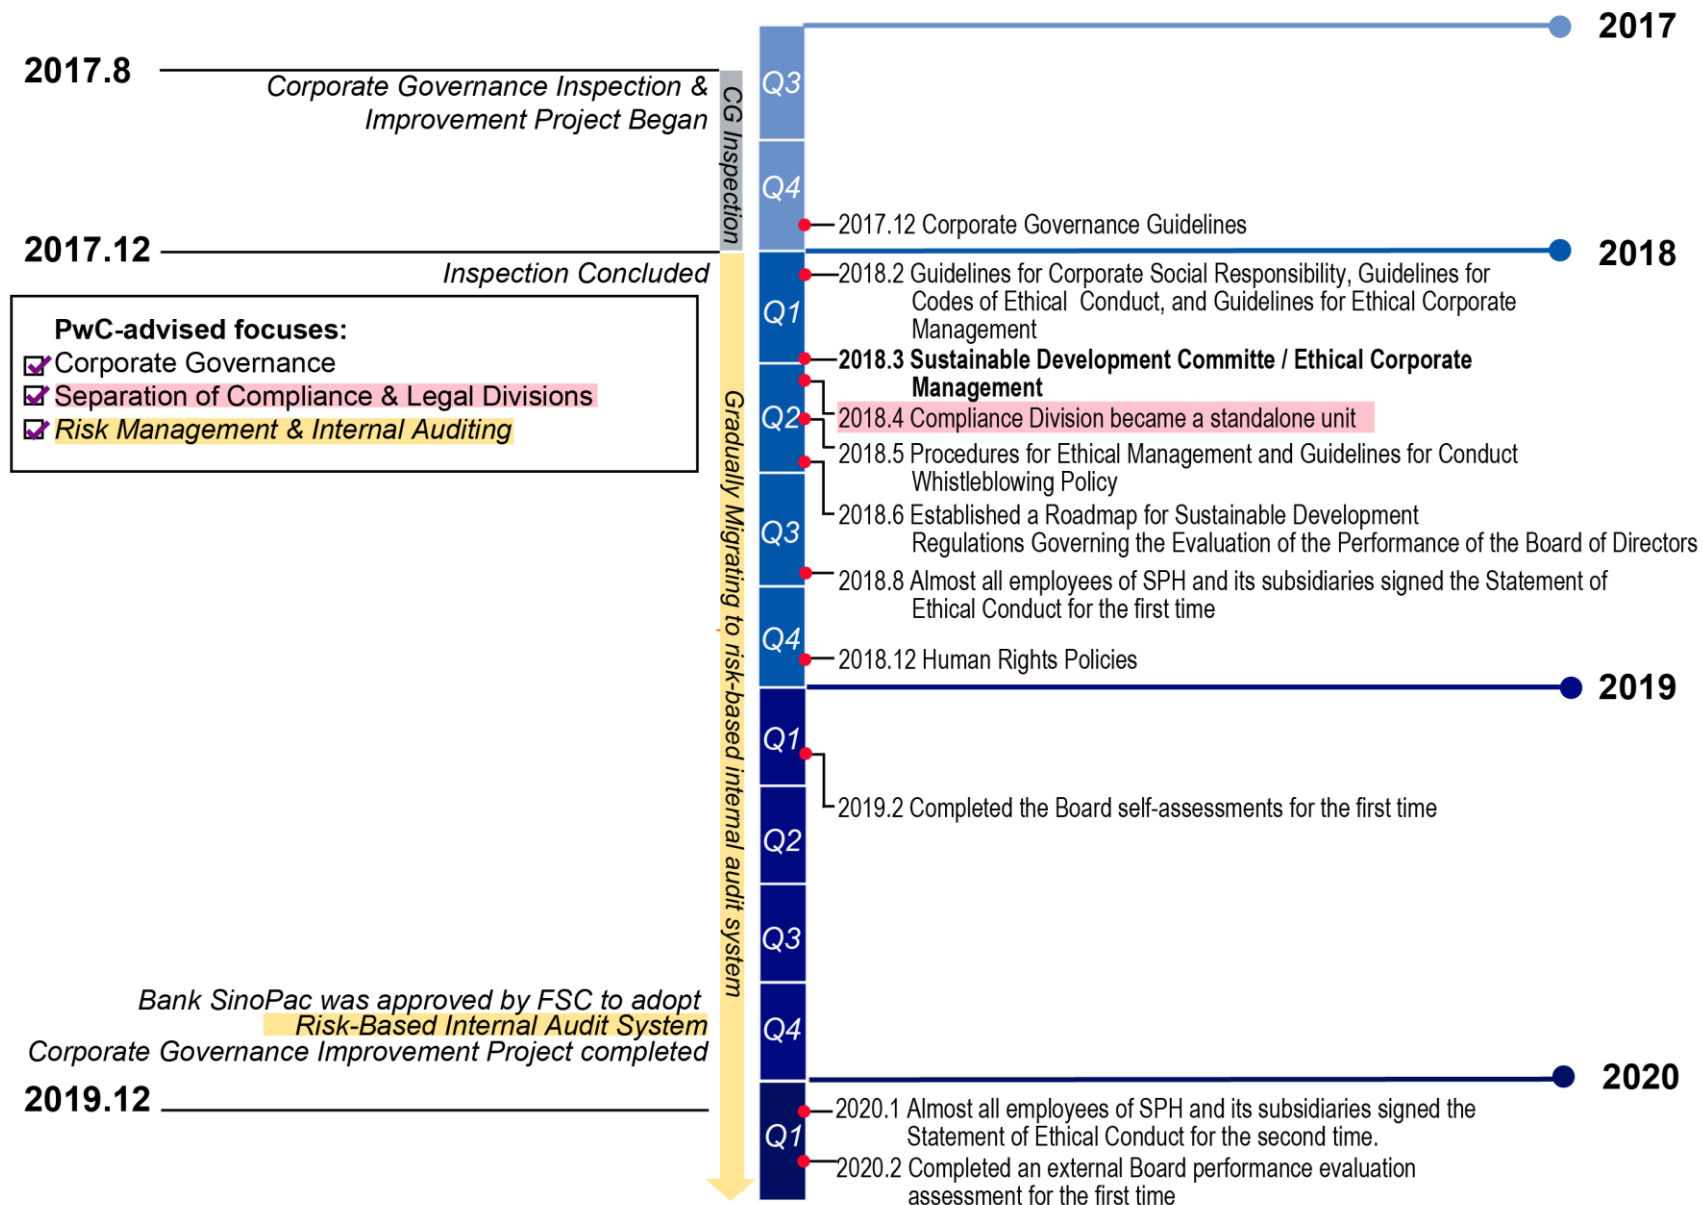 2017
2017.8
Corporate Governance Inspection &
Improvement Project Began
CG Inspection
Q3
Q4
2017.12 Corporate Governance Guidelines
2017.12
Inspection Concluded
2018
PwC-advised focuses:
Corporate Governance
Separation of Compliance & Legal Divisions
Risk Management & Internal Auditing
Gradually Migrating to risk-based internal audit system
Q1
2018.2 Guidelines for Corporate Social Responsibility, Guidelines for
Codes of Ethical Conduct, and Guidelines for Ethical Corporate
Management
2018.3 Sustainable Development Committe / Ethical Corporate
Management
Q2
2018.4 Compliance Division became a standalone unit
2018.5 Procedures for Ethical Management and Guidelines for Conduct
Whistleblowing Policy
2018.6 Established a Roadmap for Sustainable Development
Regulations Governing the Evaluation of the Performance of the Board of Directors
Q3
2018.8 Almost all employees of SPH and its subsidiaries signed the Statement of
Ethical Conduct for the first time
Q4
2018.12 Human Rights Policies
2019
Q1
2019.2 Completed the Board self-assessments for the first time
Q2
Q3
Q4
Bank SinoPac was approved by FSC to adopt
Risk-Based Internal Audit System
Corporate Governance Improvement Project completed
2019.12
2020
Q1
2020.1 Almost all employees of SPH and its subsidiaries signed the
Statement of Ethical Conduct for the second time.
2020.2 Completed an external Board performance evaluation
assessment for the first time